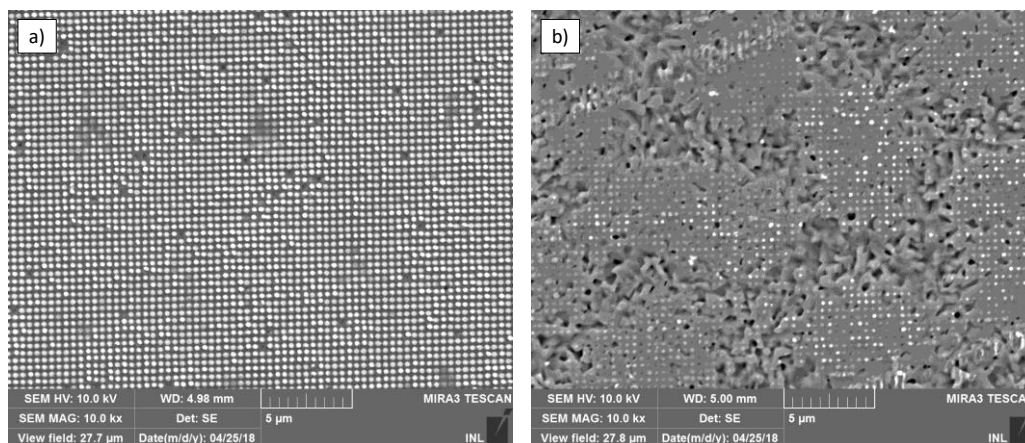 a)
SEM HV: 10.0 kV WD: 4.98 mm MIRA3 TESCAN
SEM MAG: 10.0 kx Det: SE 5 µm
View field: 27.7 µm Date(m/d/y): 04/25/18 INL
b)
SEM HV: 10.0 kV WD: 5.00 mm MIRA3 TESCAN
SEM MAG: 10.0 kx Det: SE 5 µm
View field: 27.8 µm Date(m/d/y): 04/25/18 INL